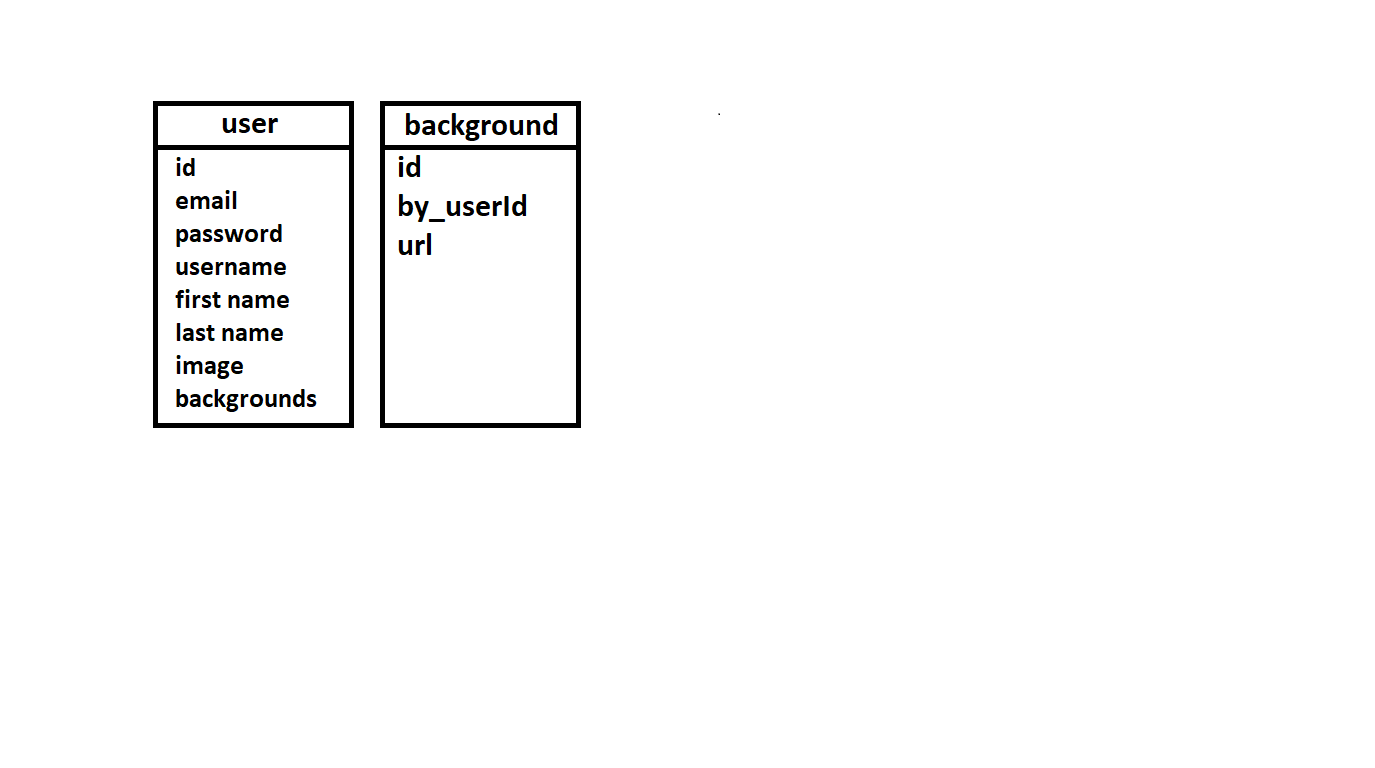 user
id
email
password
username
first name
last name
image
backgrounds
background
id
by_userId
url